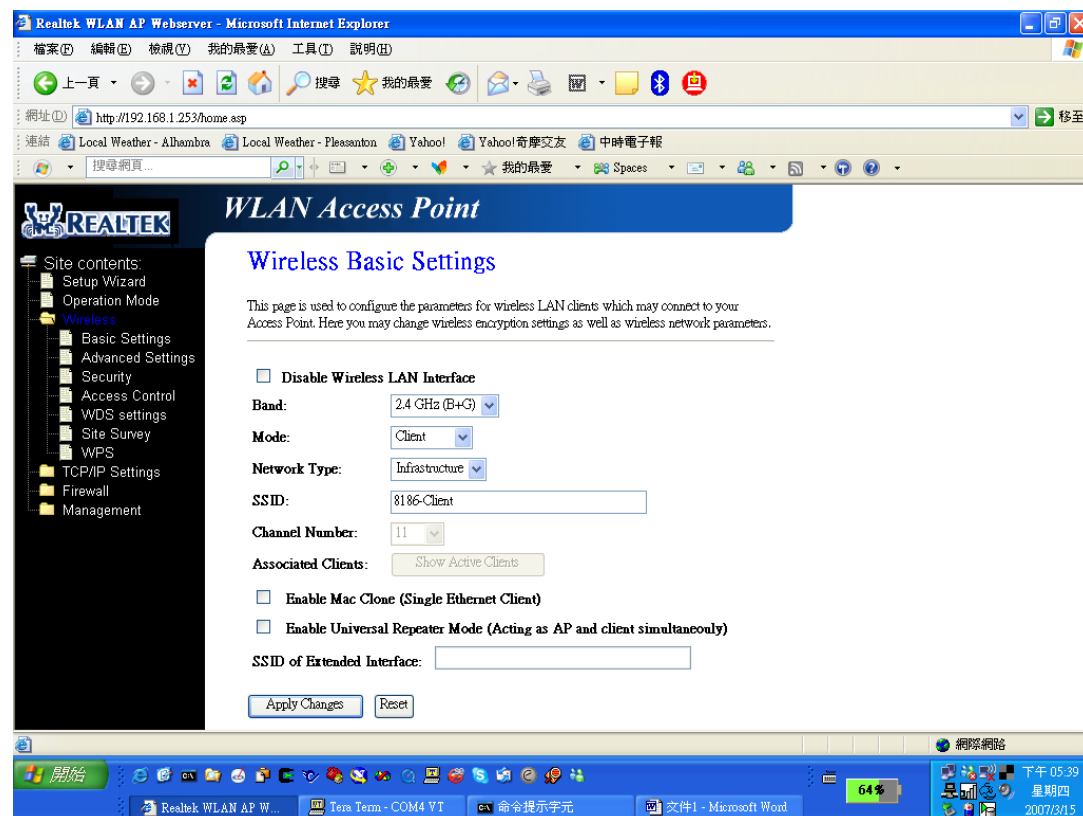 Realtek WLAN AP Webserver - Microsoft Internet Explorer
檔案(F) 編輯(E) 檢視(V) 我的最愛(A) 工具(T) 說明(H)
上一頁 搜尋 我的最愛
網址(D) http://192.168.1.253/home.asp 移至
連結 Local Weather - Alhambra Local Weather - Pleasanton Yahoo! Yahoo!奇摩交友 中時電子報
搜尋網頁... 我的最愛 Spaces
REALTEK
WLAN Access Point
Site contents:
Setup Wizard
Operation Mode
Wireless
Basic Settings
Advanced Settings
Security
Access Control
WDS settings
Site Survey
WPS
TCP/IP Settings
Firewall
Management
Wireless Basic Settings
This page is used to configure the parameters for wireless LAN clients which may connect to your
Access Point. Here you may change wireless encryption settings as well as wireless network parameters.
Disable Wireless LAN Interface
Band: 2.4 GHz (B+G)
Mode: Client
Network Type: Infrastructure
SSID: 8186-Client
Channel Number: 11
Associated Clients: Show Active Clients
Enable Mac Clone (Single Ethernet Client)
Enable Universal Repeater Mode (Acting as AP and client simultaneouly)
SSID of Extended Interface:
Apply Changes Reset
網際網路
開始 64% 下午 05:39
星期四
Realtek WLAN AP W... Tera Term - COM4 VT 命令提示字元 文件1 - Microsoft Word 2007/3/15